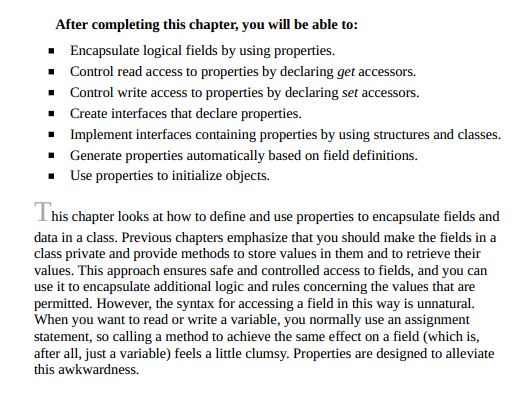 After completing this chapter, you will be able to:
▪ Encapsulate logical fields by using properties.
▪ Control read access to properties by declaring get accessors.
▪ Control write access to properties by declaring set accessors.
▪ Create interfaces that declare properties.
▪ Implement interfaces containing properties by using structures and classes.
▪ Generate properties automatically based on field definitions.
▪ Use properties to initialize objects.
This chapter looks at how to define and use properties to encapsulate fields and
data in a class. Previous chapters emphasize that you should make the fields in a
class private and provide methods to store values in them and to retrieve their
values. This approach ensures safe and controlled access to fields, and you can
use it to encapsulate additional logic and rules concerning the values that are
permitted. However, the syntax for accessing a field in this way is unnatural.
When you want to read or write a variable, you normally use an assignment
statement, so calling a method to achieve the same effect on a field (which is,
after all, just a variable) feels a little clumsy. Properties are designed to alleviate
this awkwardness.